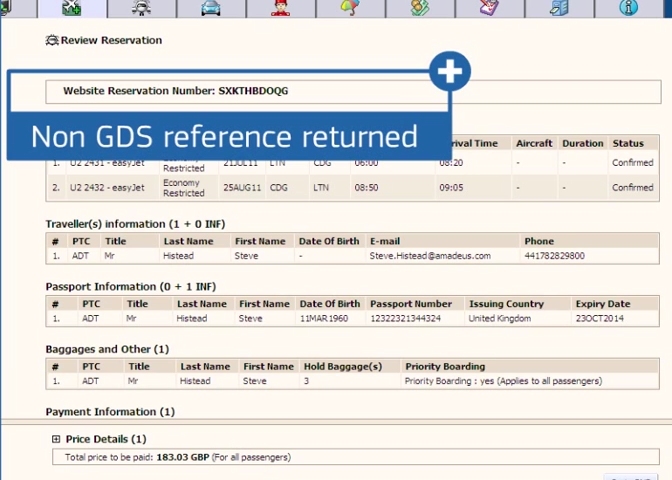 Review Reservation
Website Reservation Number: SXKTHBDOQG
Non GDS reference returned
Time Aircraft Duration Status
1. U2 2431 - easyJet Economy Restricted 21JUL11 LTN CDG 06:00 08:20 - - Confirmed
2. U2 2432 - easyJet Economy Restricted 25AUG11 CDG LTN 08:50 09:05 - - Confirmed
Traveller(s) information (1 + 0 INF)
# PTC Title Last Name First Name Date Of Birth E-mail Phone
1. ADT Mr Histead Steve - Steve.Histead@amadeus.com 441782829800
Passport Information (0 + 1 INF)
# PTC Title Last Name First Name Date Of Birth Passport Number Issuing Country Expiry Date
1. ADT Mr Histead Steve 11MAR1960 12322321344324 United Kingdom 23OCT2014
Baggages and Other (1)
# PTC Title Last Name First Name Hold Baggage(s) Priority Boarding
1. ADT Mr Histead Steve 3 Priority Boarding : yes (Applies to all passengers)
Payment Information (1)
Price Details (1)
Total price to be paid: 183.03 GBP (For all passengers)